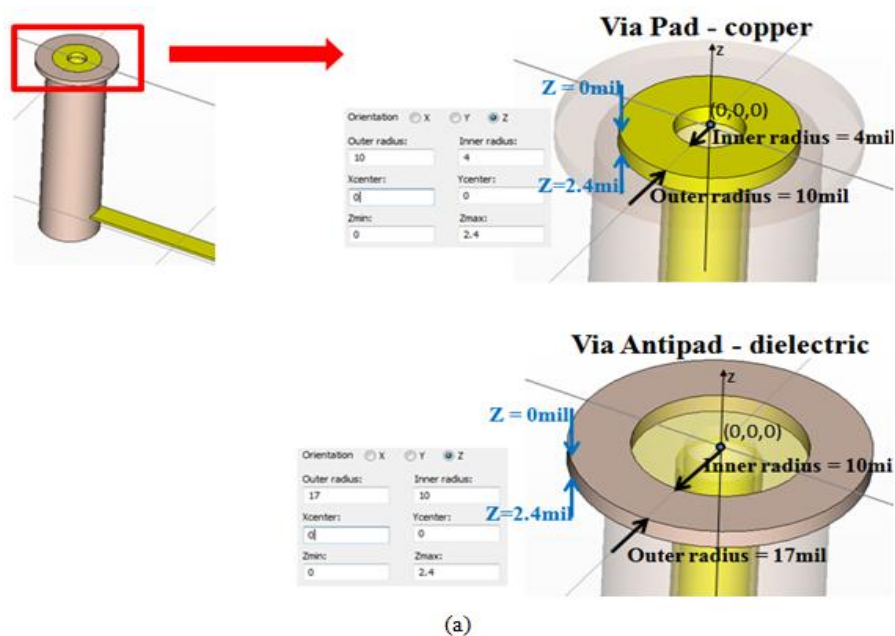 Via Pad - copper
z
Z = 0mil
(0,0,0)
Inner radius = 4mil
Z=2.4mil
Outer radius = 10mil
Orientation X Y Z
Outer radius: Inner radius:
10 4
Xcenter: Ycenter:
0 0
Zmin: Zmax:
0 2.4
Via Antipad - dielectric
z
Z = 0mil
(0,0,0)
Inner radius = 10mi
Z=2.4mil
Outer radius = 17mil
Orientation X Y Z
Outer radius: Inner radius:
17 10
Xcenter: Ycenter:
0 0
Zmin: Zmax:
0 2.4
(a)